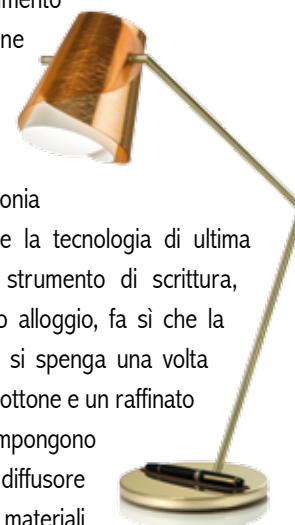 imento
ne
onia
e la tecnologia di ultima
strumento di scrittura,
o alloggio, fa sì che la
si spenga una volta
ottone e un raffinato
mpongono
diffusore
materiali